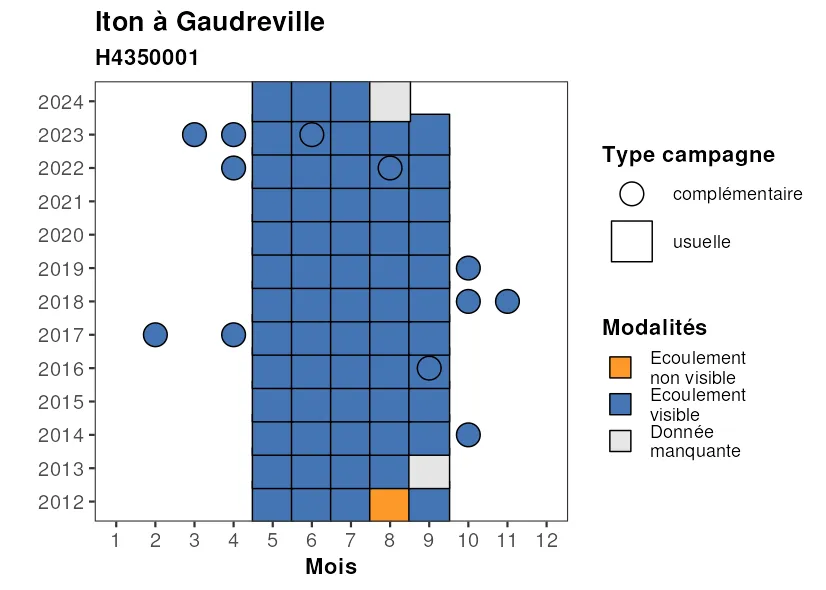 Iton à Gaudreville
H4350001
2024
2023
2022
2021
2020
2019
2018
2017
2016
2015
2014
2013
2012
1 2 3 4 5 6 7 8 9 10 11 12
Mois
Type campagne
complémentaire
usuelle
Modalités
Ecoulement
non visible
Ecoulement
visible
Donnée
manquante